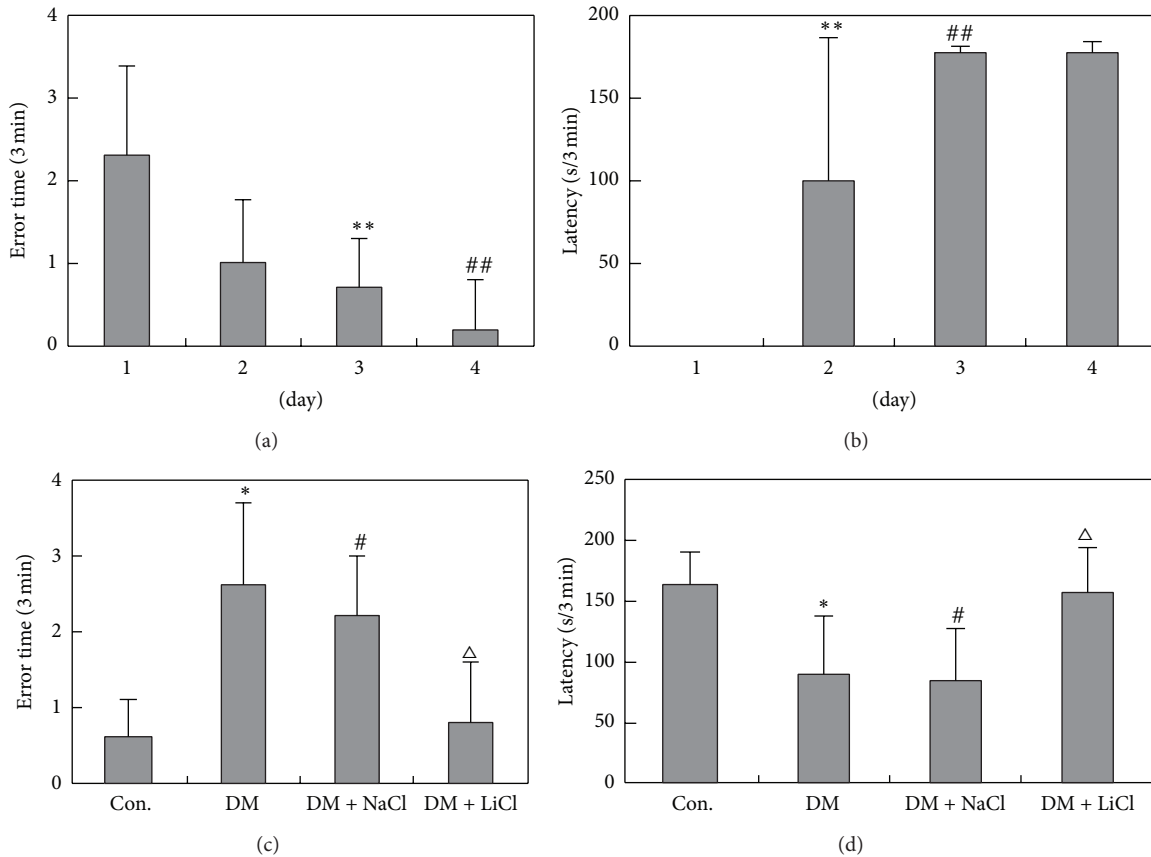 4
3
2
1
0
Error time (3 min)
**
##
1 2 3 4
(day)
(a)
200
150
100
50
0
Latency (s/3 min)
**
##
1 2 3 4
(day)
(b)
4
3
2
1
0
Error time (3 min)
*
#
△
Con. DM DM + NaCl DM + LiCl
(c)
250
200
150
100
50
0
Latency (s/3 min)
*
#
△
Con. DM DM + NaCl DM + LiCl
(d)